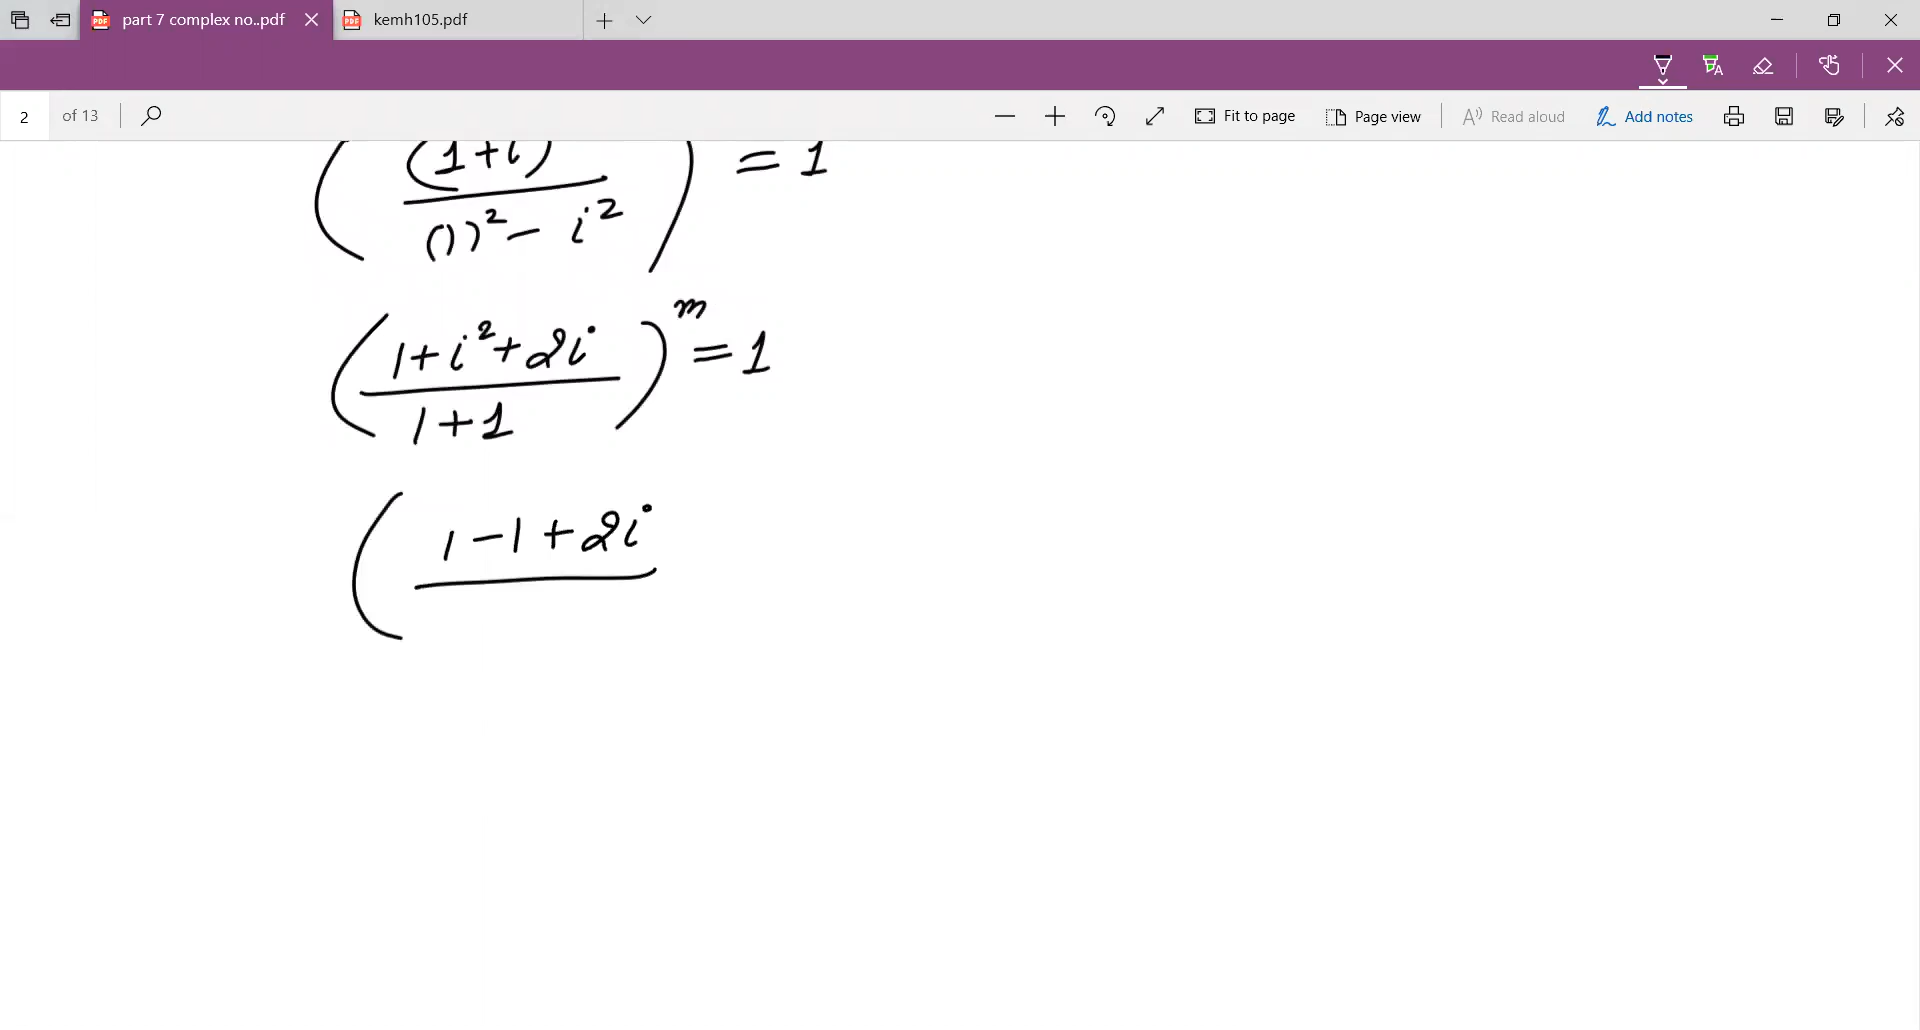 part 7 complex no..pdf
kemh105.pdf
2 of 13
Fit to page
Page view
Read aloud
Add notes
(1+i)
= 1
(1)² - i²
(1+i²+2i)ᵐ = 1
1+1
(1-1+2i